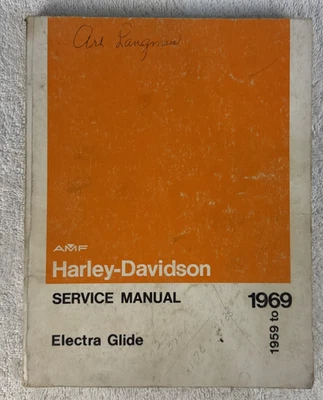 Art Langman
AMF
Harley-Davidson
SERVICE MANUAL
1969
1959 to
Electra Glide